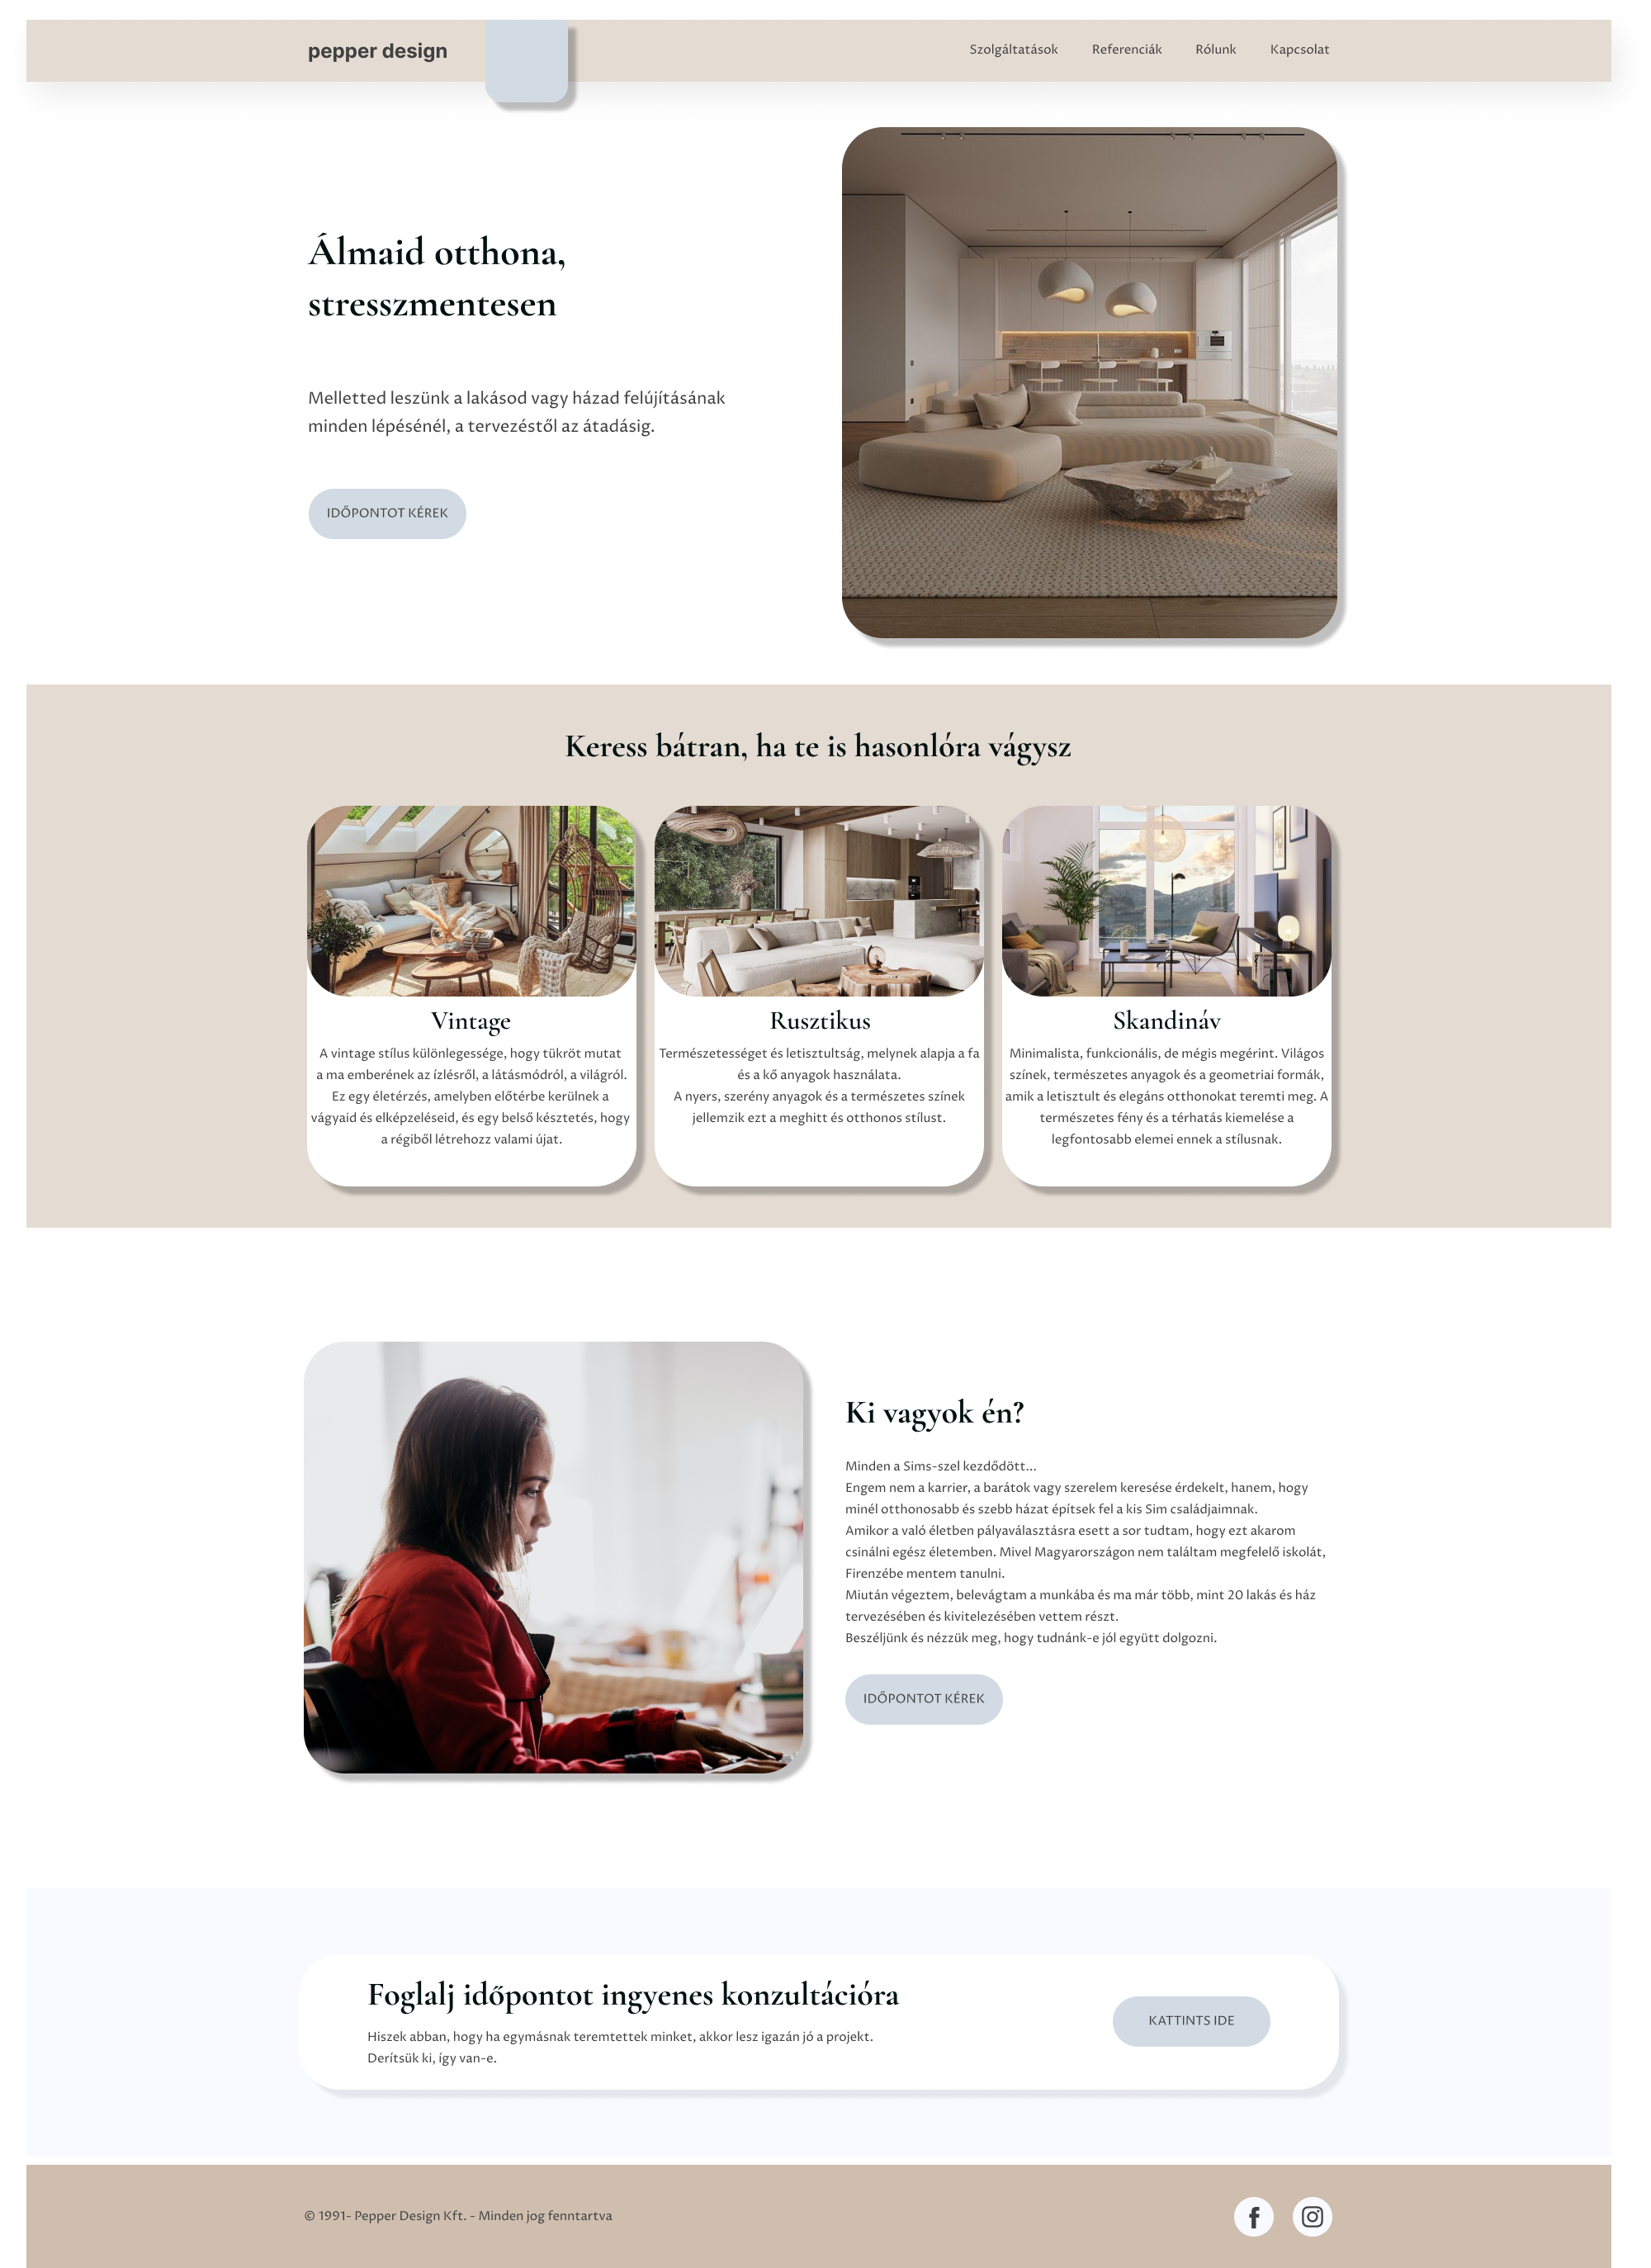 pepper design
Szolgáltatások
Referenciák
Rólunk
Kapcsolat
Álmaid otthona,
stresszmentesen
Melletted leszünk a lakásod vagy házad felújításának
minden lépésénél, a tervezéstől az átadásig.
IDŐPONTOT KÉREK
Keress bátran, ha te is hasonlóra vágysz
Vintage
A vintage stílus különlegessége, hogy tükröt mutat
a ma emberének az ízlésről, a látásmódról, a világról.
Ez egy életérzés, amelyben előtérbe kerülnek a
vágyaid és elképzeléseid, és egy belső késztetés, hogy
a régiből létrehozz valami újat.
Rusztikus
Természetességet és letisztultság, melynek alapja a fa
és a kő anyagok használata.
A nyers, szerény anyagok és a természetes színek
jellemzik ezt a meghitt és otthonos stílust.
Skandináv
Minimalista, funkcionális, de mégis megérint. Világos
színek, természetes anyagok és a geometriai formák,
amik a letisztult és elegáns otthonokat teremti meg. A
természetes fény és a térhatás kiemelése a
legfontosabb elemei ennek a stílusnak.
Ki vagyok én?
Minden a Sims-szel kezdődött...
Engem nem a karrier, a barátok vagy szerelem keresése érdekelt, hanem, hogy
minél otthonosabb és szebb házat építsek fel a kis Sim családjaimnak.
Amikor a való életben pályaválasztásra esett a sor tudtam, hogy ezt akarom
csinálni egész életemben. Mivel Magyarországon nem találtam megfelelő iskolát,
Firenzébe mentem tanulni.
Miután végeztem, belevágtam a munkába és ma már több, mint 20 lakás és ház
tervezésében és kivitelezésében vettem részt.
Beszéljünk és nézzük meg, hogy tudnánk-e jól együtt dolgozni.
IDŐPONTOT KÉREK
Foglalj időpontot ingyenes konzultációra
Hiszek abban, hogy ha egymásnak teremtettek minket, akkor lesz igazán jó a projekt.
Derítsük ki, így van-e.
KATTINTS IDE
© 1991- Pepper Design Kft. - Minden jog fenntartva